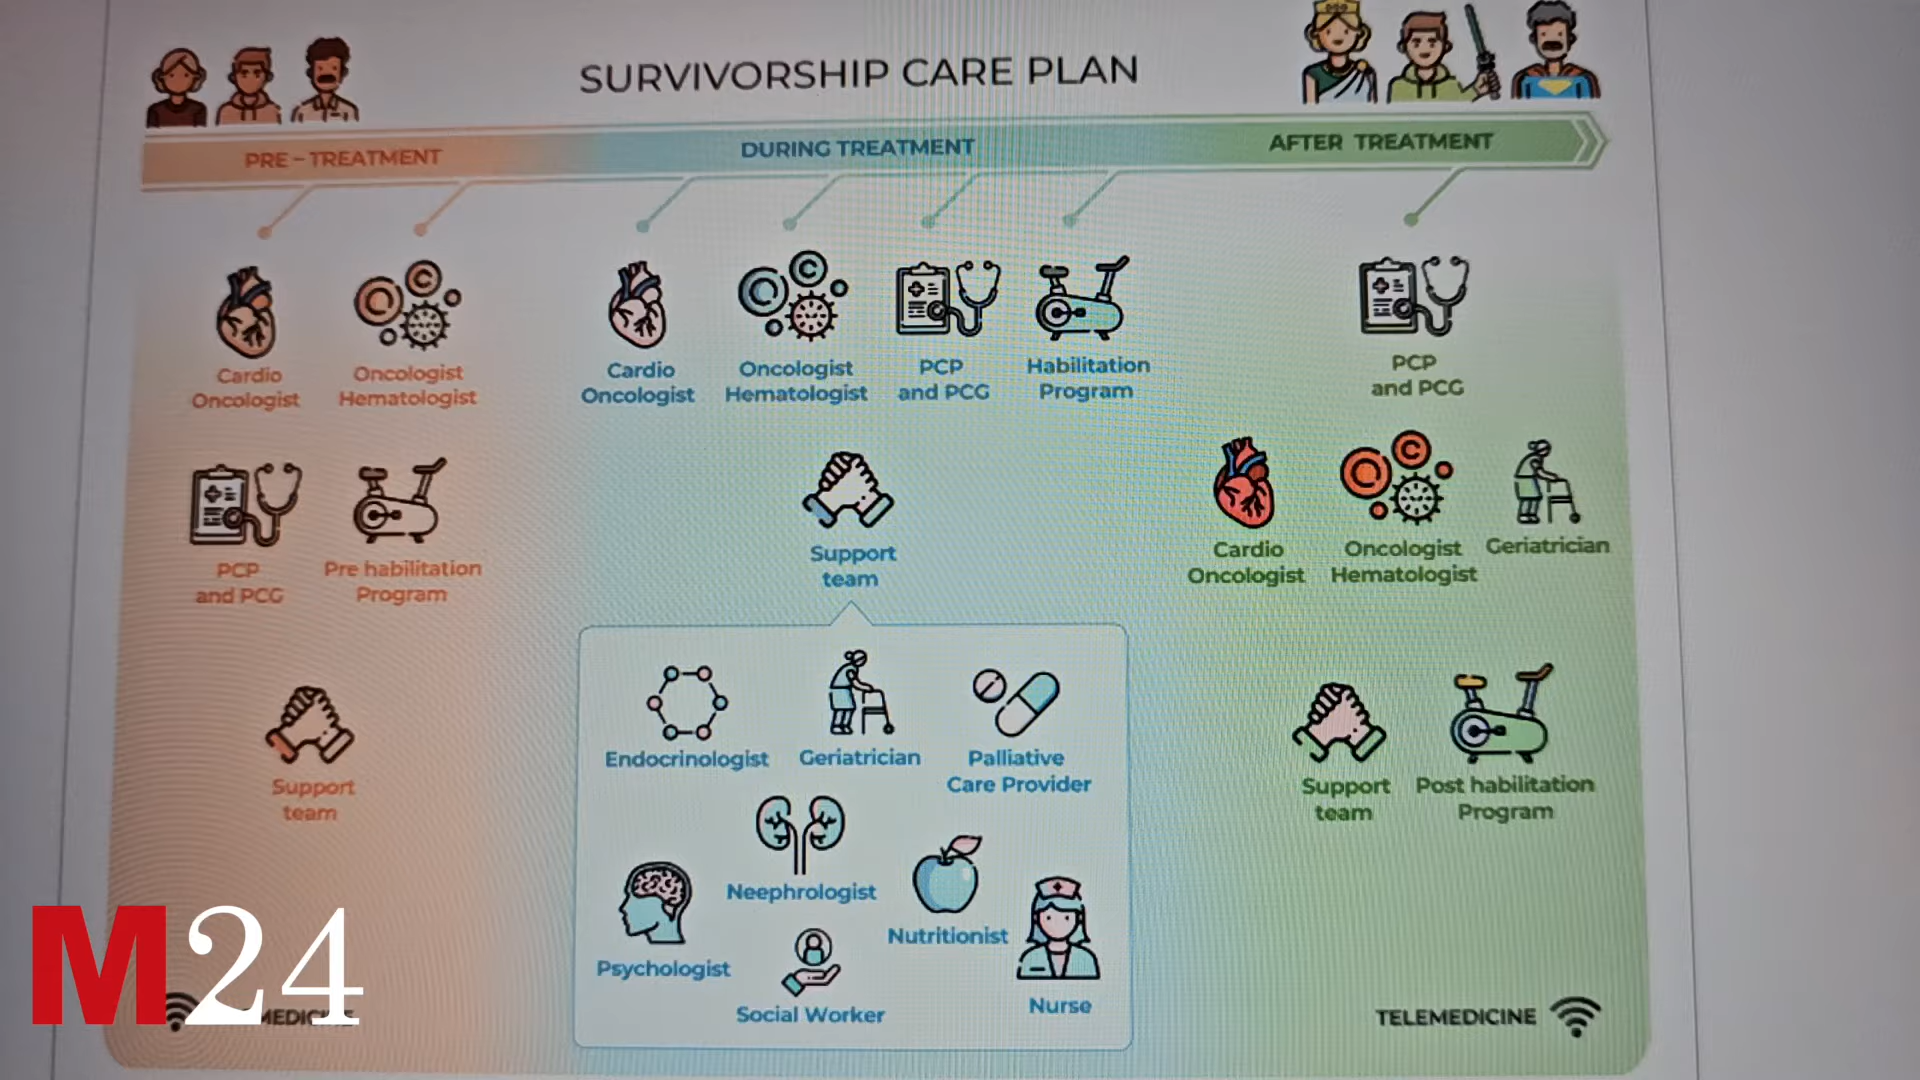 SURVIVORSHIP CARE PLAN
PRE-TREATMENT
DURING TREATMENT
AFTER TREATMENT
Cardio
Oncologist
Oncologist
Hematologist
PCP
and PCG
Pre habilitation
Program
Support
team
Cardio
Oncologist
Oncologist
Hematologist
PCP
and PCG
Habilitation
Program
Support
team
Endocrinologist
Geriatrician
Palliative
Care Provider
Neephrologist
Psychologist
Nutritionist
Social Worker
Nurse
PCP
and PCG
Cardio
Oncologist
Oncologist
Hematologist
Geriatrician
Support
team
Post habilitation
Program
M24
TELEMEDICINE